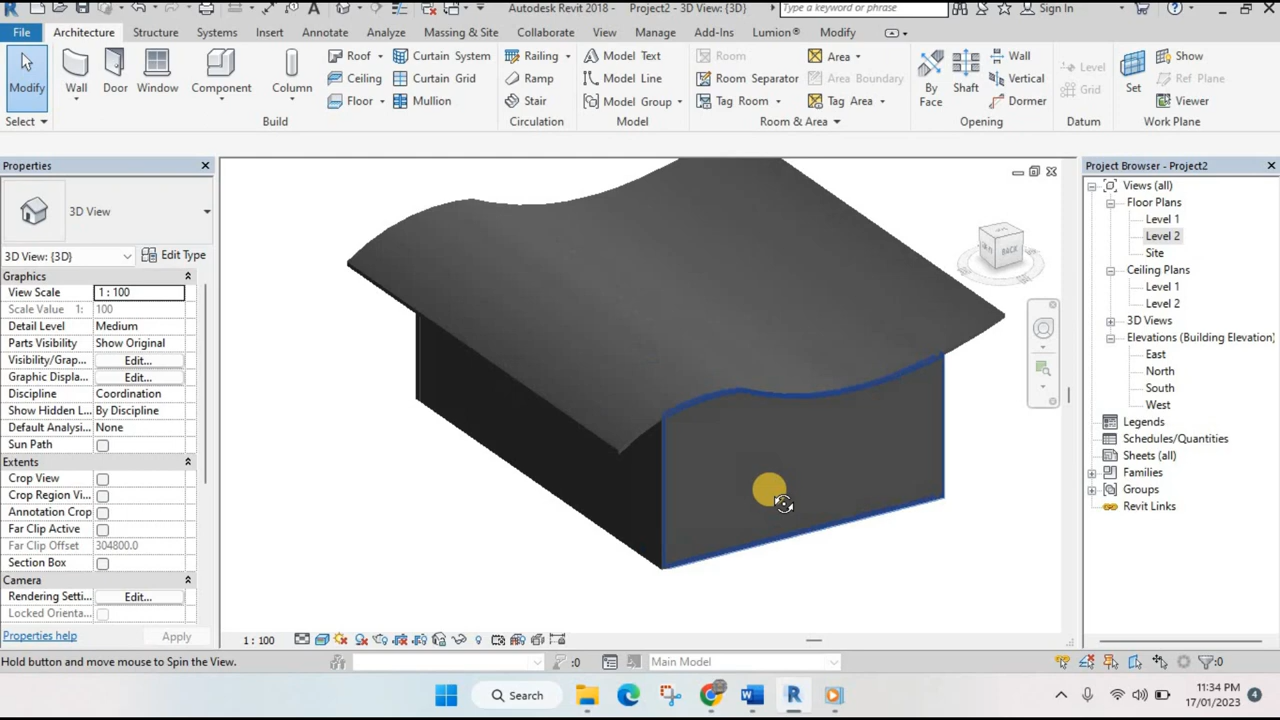 Autodesk Revit 2018 - Project2 - 3D View: {3D}
Type a keyword or phrase
Sign In
File Architecture Structure Systems Insert Annotate Analyze Massing & Site Collaborate View Manage Add-Ins Lumion® Modify
Modify
Wall
Door
Window
Component
Column
Roof
Ceiling
Floor
Curtain System
Curtain Grid
Mullion
Railing
Ramp
Stair
Model Text
Model Line
Model Group
Room
Room Separator
Tag Room
Area
Area Boundary
Tag Area
By
Face
Shaft
Wall
Vertical
Dormer
Level
Grid
Set
Show
Ref Plane
Viewer
Select Build Circulation Model Room & Area Opening Datum Work Plane
Properties
3D View
3D View: {3D} Edit Type
Graphics
View Scale 1 : 100
Scale Value 1: 100
Detail Level Medium
Parts Visibility Show Original
Visibility/Grap... Edit...
Graphic Displa... Edit...
Discipline Coordination
Show Hidden L... By Discipline
Default Analysi... None
Sun Path
Extents
Crop View
Crop Region Vi...
Annotation Crop
Far Clip Active
Far Clip Offset 304800.0
Section Box
Camera
Rendering Setti... Edit...
Locked Orienta...
Properties help Apply
BACK
Project Browser - Project2
Views (all)
Floor Plans
Level 1
Level 2
Site
Ceiling Plans
Level 1
Level 2
3D Views
Elevations (Building Elevation)
East
North
South
West
Legends
Schedules/Quantities
Sheets (all)
Families
Groups
Revit Links
1 : 100
Hold button and move mouse to Spin the View.
:0
Main Model
:0
Search
11:34 PM
17/01/2023
4